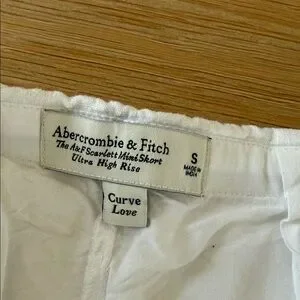 Abercrombie & Fitch
The A&F Scarlett Mini Short
Ultra High Rise
S
MADE IN
INDIA
Curve
Love